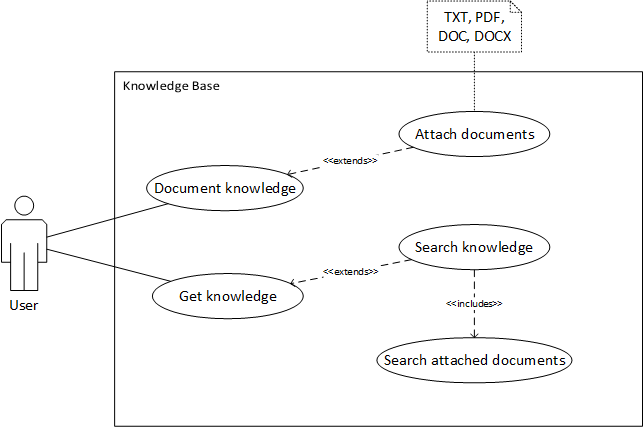 TXT, PDF,
DOC, DOCX
Knowledge Base
Attach documents
<<extends>>
Document knowledge
User
Search knowledge
<<extends>>
Get knowledge
<<includes>>
Search attached documents